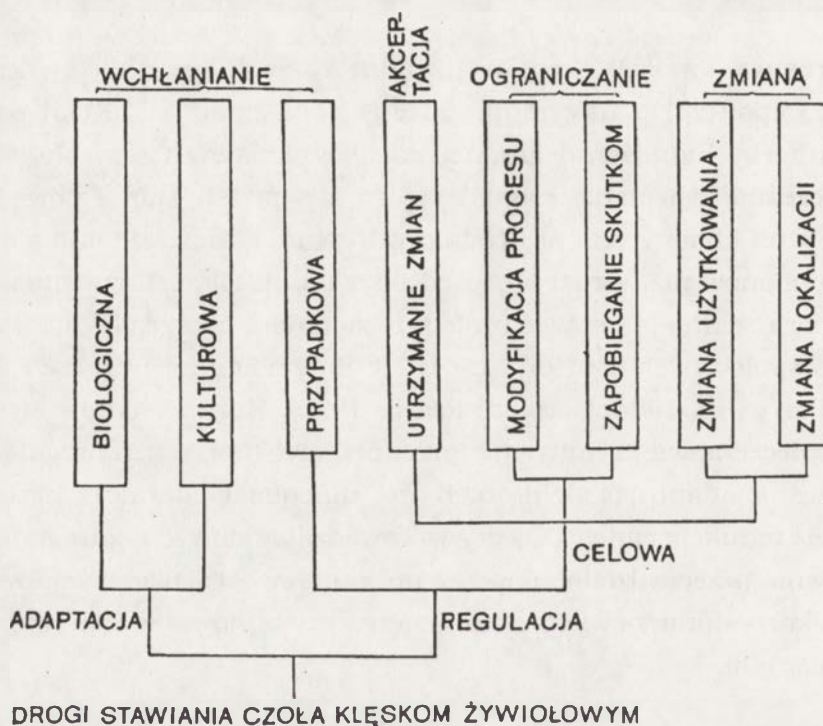 WCHŁANIANIE
AKCEP-
TACJA
OGRANICZANIE
ZMIANA
BIOLOGICZNA
KULTUROWA
PRZYPADKOWA
UTRZYMANIE ZMIAN
MODYFIKACJA PROCESU
ZAPOBIEGANIE SKITKOM
ZMIANA UŻYTKOWANIA
ZMIANA LOKALIZACJI
CELOWA
ADAPTACJA
REGULACJA
DROGI STAWIANIA CZOŁA KLĘSKOM ŻYWIOŁOWYM